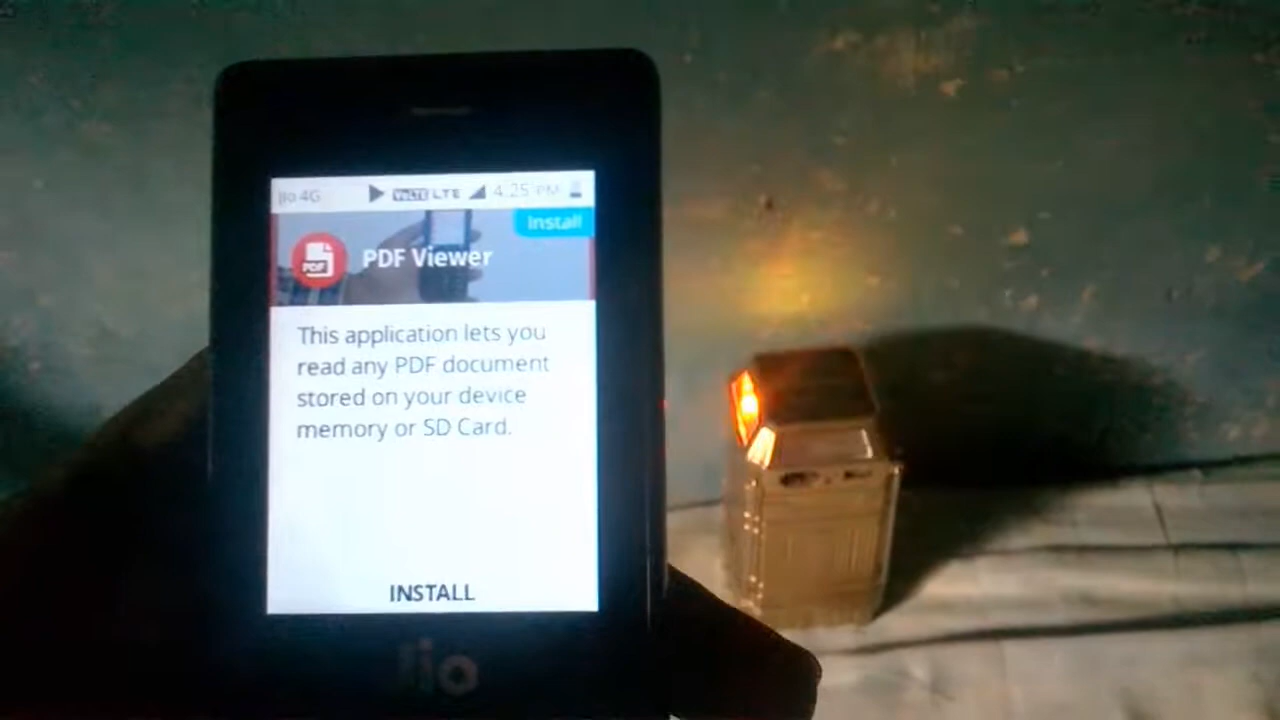 Jio 4G VoLTE LTE 4:25 PM
Install
PDF
PDF Viewer
This application lets you
read any PDF document
stored on your device
memory or SD Card.
INSTALL
Jio